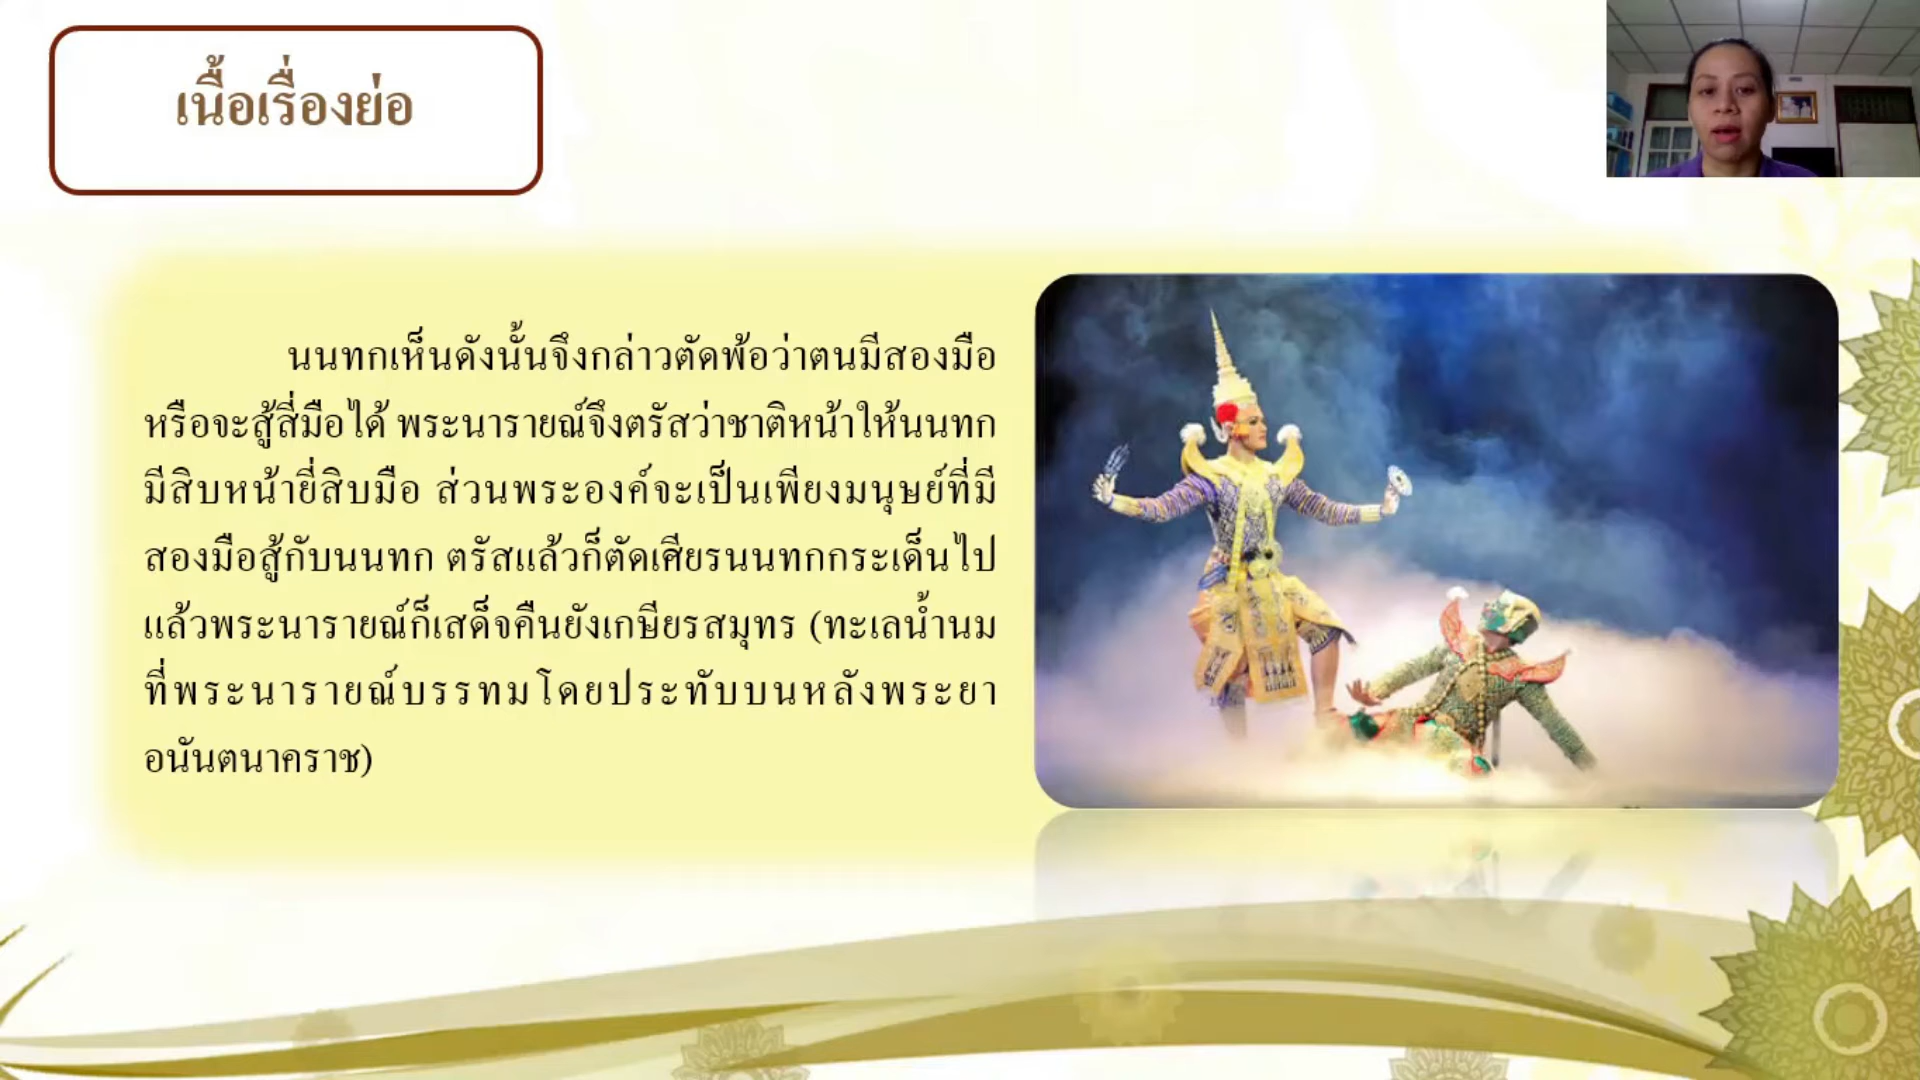 เนื้อเรื่องย่อ
นนทกเห็นดังนั้นจึงกล่าวตัดพ้อว่าตนมีสองมือ
หรือจะสู้สี่มือได้ พระนารายณ์จึงตรัสว่าชาติหน้าให้นนทก
มีสิบหน้ายี่สิบมือ ส่วนพระองค์จะเป็นเพียงมนุษย์ที่มี
สองมือสู้กับนนทก ตรัสแล้วก็ตัดเศียรนนทกกระเด็นไป
แล้วพระนารายณ์ก็เสด็จคืนยังเกษียรสมุทร (ทะเลน้ำนม
ที่พระนารายณ์บรรทมโดยประทับบนหลังพระยา
อนันตนาคราช)